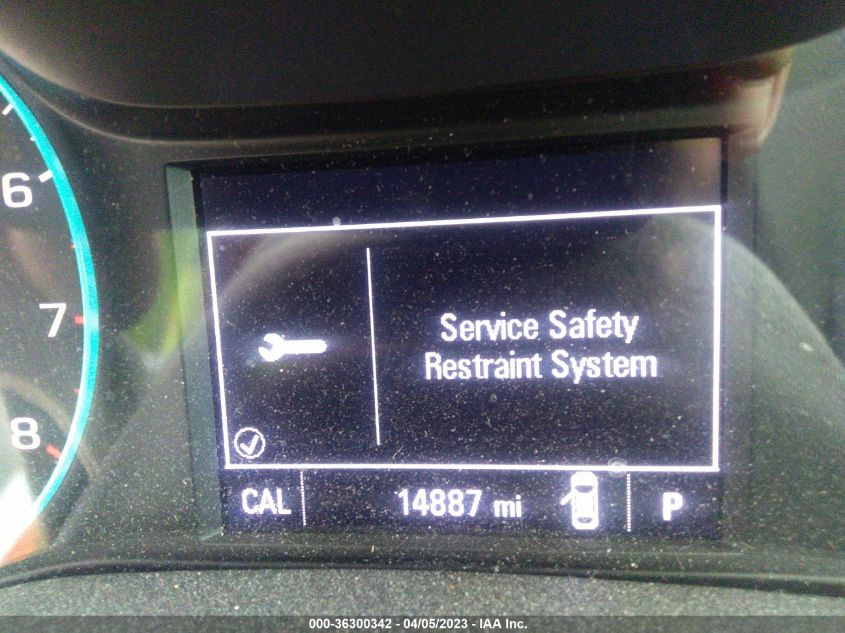 6
7
8
Service Safety
Restraint System
CAL 14887 mi P
000-36300342 - 04/05/2023 - IAA Inc.